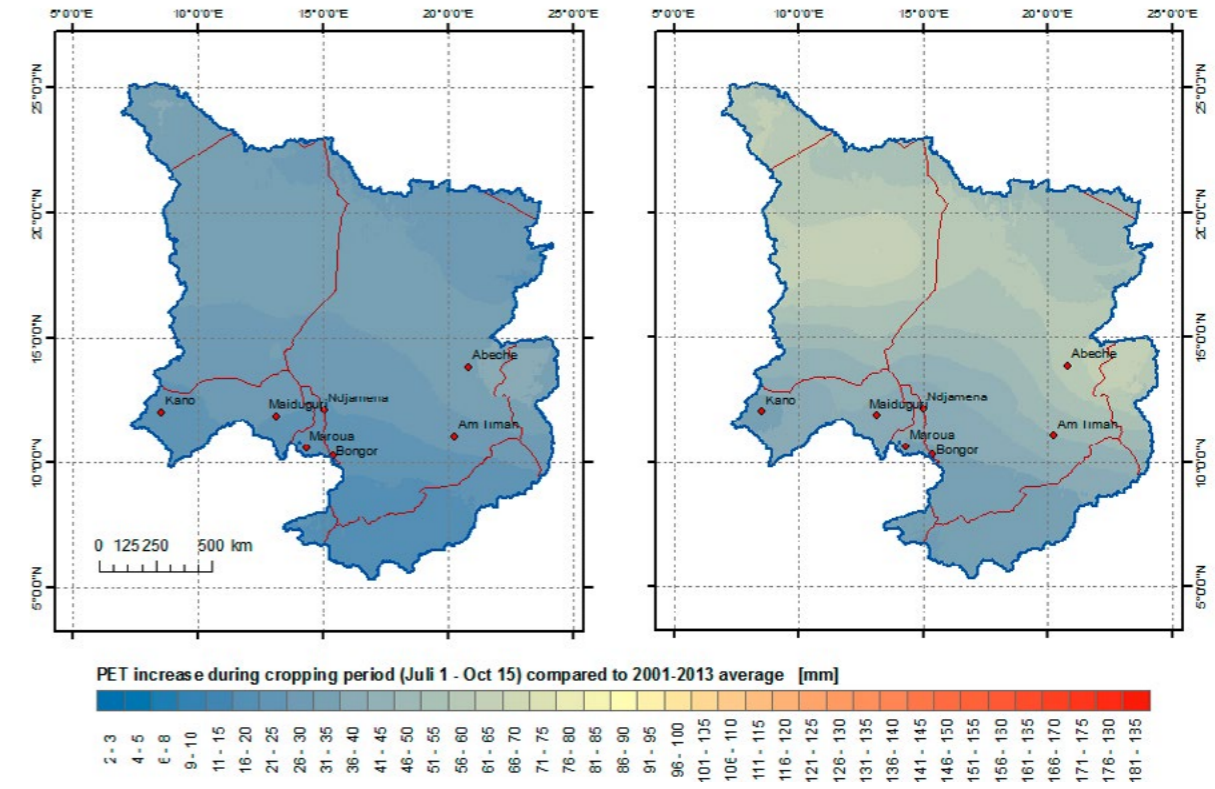 5°0'0"E 10°0'0"E 15°0'0"E 20°0'0"E 25°0'0"E
5°0'0"E 10°0'0"E 15°0'0"E 20°0'0"E 25°0'0"E
25°0'0"N
20°0'0"N
15°0'0"N
10°0'0"N
5°0'0"N
Abeche
Kano
Maiduguri
Ndjamena
Am Timan
Maroua
Bongor
0 125 250 500 km
Abeche
Kano
Maiduguri
Ndjamena
Am Timan
Maroua
Bongor
25°0'0"N
20°0'0"N
15°0'0"N
10°0'0"N
5°0'0"N
PET increase during cropping period (Juli 1 - Oct 15) compared to 2001-2013 average [mm]
2 - 3
4 - 5
6 - 8
9 - 10
11 - 15
16 - 20
21 - 25
26 - 30
31 - 35
36 - 40
41 - 45
46 - 50
51 - 55
56 - 60
61 - 65
66 - 70
71 - 75
76 - 80
81 - 85
86 - 90
91 - 95
96 - 100
101 - 105
106 - 110
111 - 115
116 - 120
121 - 125
126 - 130
131 - 135
136 - 140
141 - 145
146 - 150
151 - 155
156 - 160
161 - 165
166 - 170
171 - 175
176 - 180
181 - 185